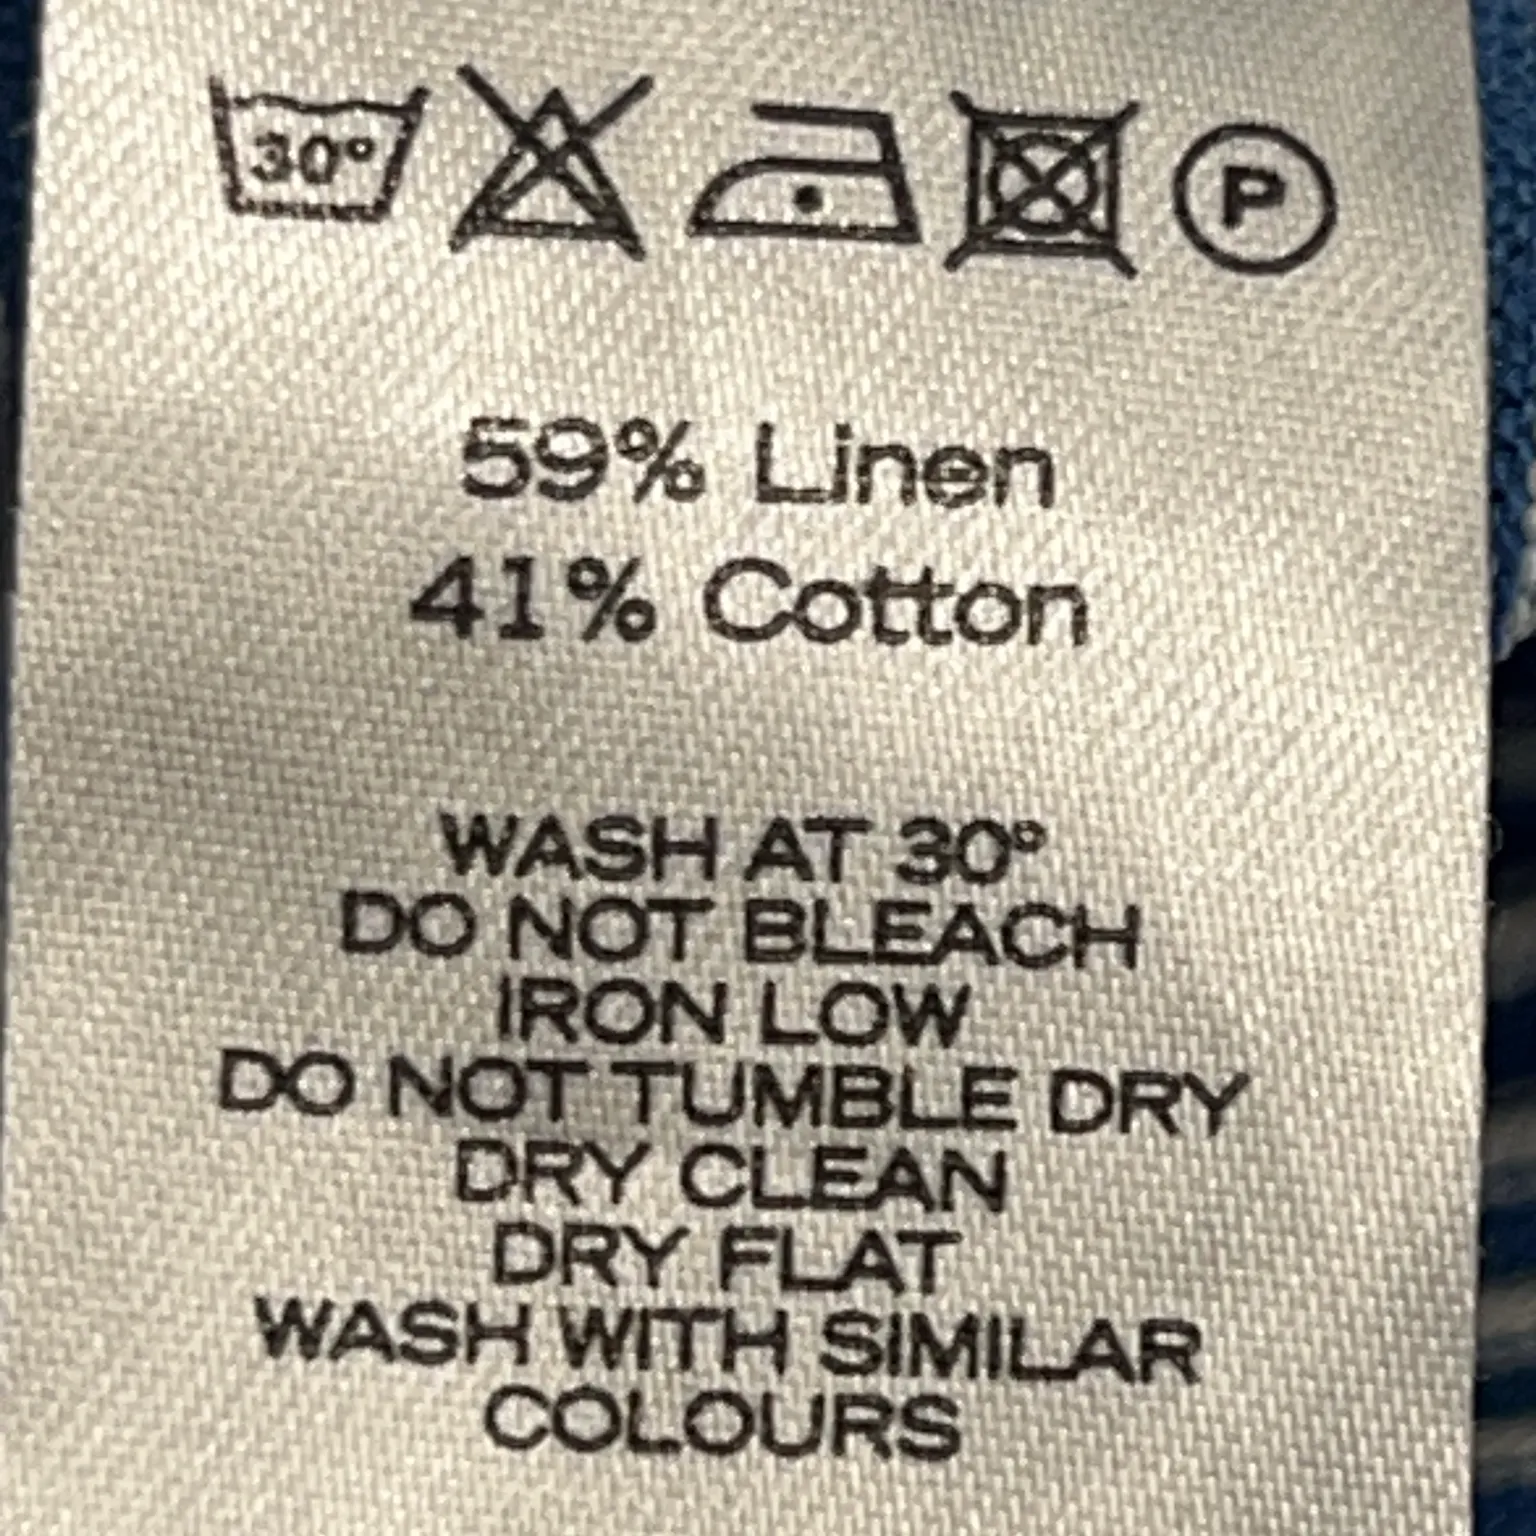 30° P
59% Linen
41% Cotton
WASH AT 30°
DO NOT BLEACH
IRON LOW
DO NOT TUMBLE DRY
DRY CLEAN
DRY FLAT
WASH WITH SIMILAR
COLOURS